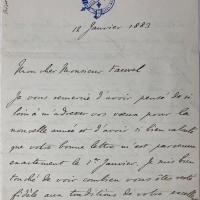 12 Janvier 1883
Mon cher Monsieur
Je vous remercie d'avoir pensé de si
loin à m'adresser vos vœux pour la
nouvelle année et d'avoir si bien calculé
que votre bonne lettre m'est parvenue
exactement le 1er Janvier. Je suis bien
touché de voir combien vous êtes resté
fidèle aux traditions de votre